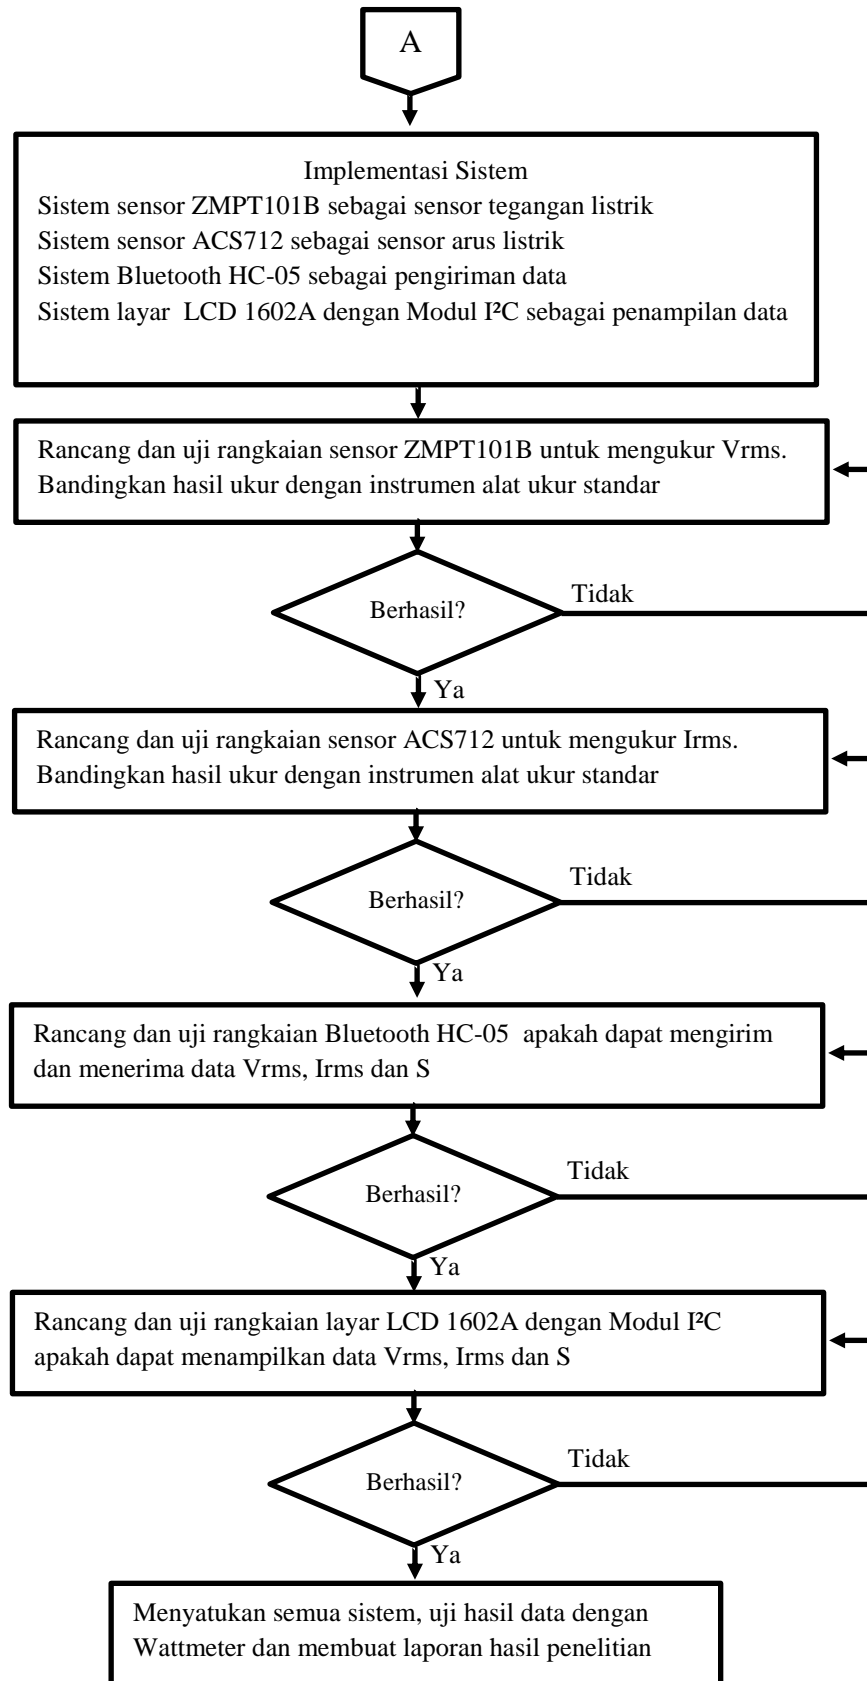 A
Implementasi Sistem
Sistem sensor ZMPT101B sebagai sensor tegangan listrik
Sistem sensor ACS712 sebagai sensor arus listrik
Sistem Bluetooth HC-05 sebagai pengiriman data
Sistem layar LCD 1602A dengan Modul I²C sebagai penampilan data
Rancang dan uji rangkaian sensor ZMPT101B untuk mengukur Vrms.
Bandingkan hasil ukur dengan instrumen alat ukur standar
Berhasil?
Tidak
Ya
Rancang dan uji rangkaian sensor ACS712 untuk mengukur Irms.
Bandingkan hasil ukur dengan instrumen alat ukur standar
Berhasil?
Tidak
Ya
Rancang dan uji rangkaian Bluetooth HC-05 apakah dapat mengirim
dan menerima data Vrms, Irms dan S
Berhasil?
Tidak
Ya
Rancang dan uji rangkaian layar LCD 1602A dengan Modul I²C
apakah dapat menampilkan data Vrms, Irms dan S
Berhasil?
Tidak
Ya
Menyatukan semua sistem, uji hasil data dengan
Wattmeter dan membuat laporan hasil penelitian